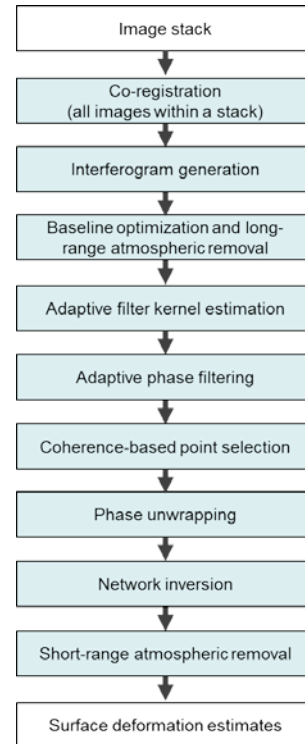 Image stack
Co-registration
(all images within a stack)
Interferogram generation
Baseline optimization and long-
range atmospheric removal
Adaptive filter kernel estimation
Adaptive phase filtering
Coherence-based point selection
Phase unwrapping
Network inversion
Short-range atmospheric removal
Surface deformation estimates